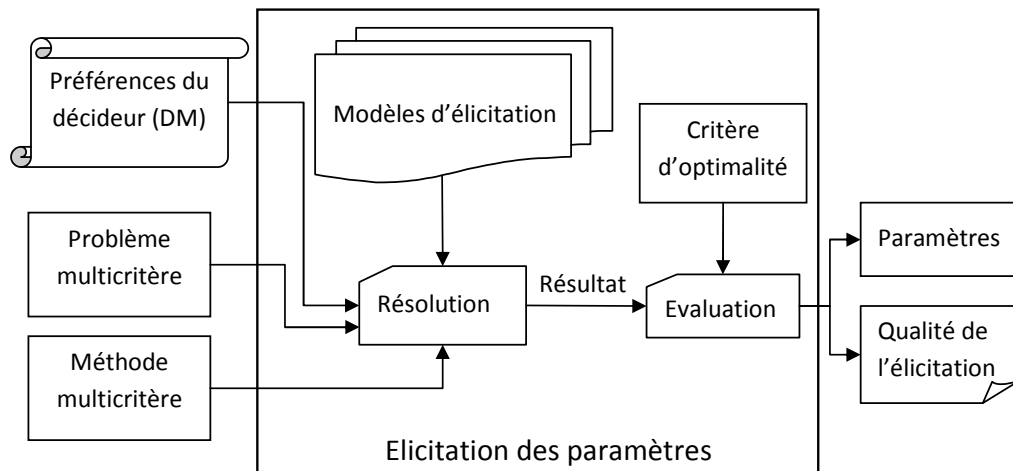 Préférences du
décideur (DM)
Modèles d'élicitation
Critère
d'optimalité
Problème
multicritère
Résolution
Résultat
Evaluation
Paramètres
Qualité de
l'élicitation
Méthode
multicritère
Elicitation des paramètres